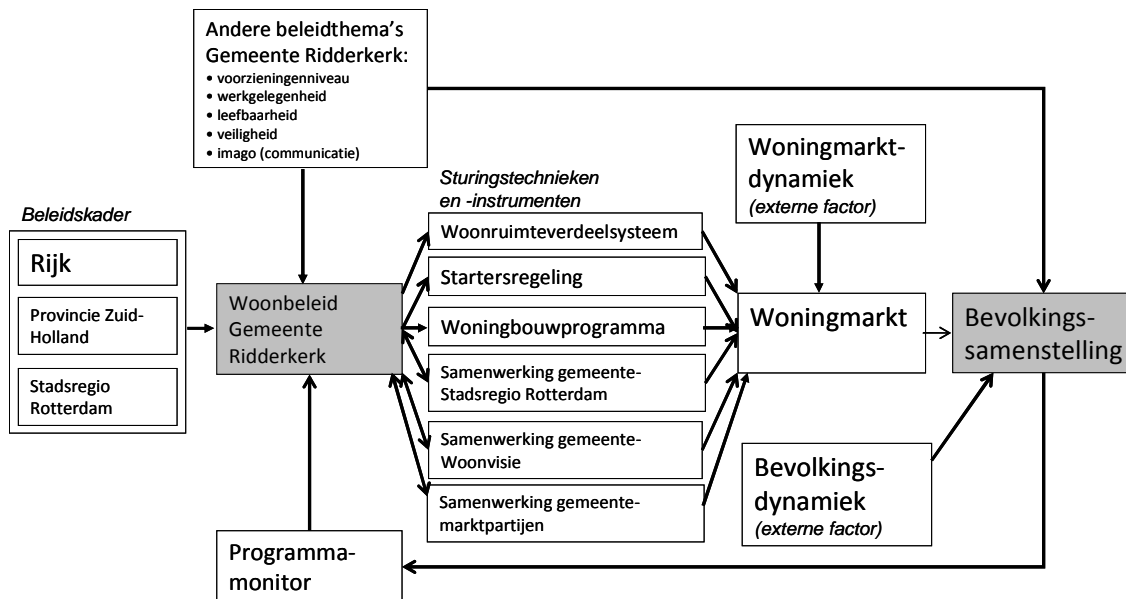 Andere beleidthema's
Gemeente Ridderkerk:
• voorzieningenniveau
• werkgelegenheid
• leefbaarheid
• veiligheid
• imago (communicatie)
Beleidskader
Rijk
Provincie Zuid-
Holland
Stadsregio
Rotterdam
Woonbeleid
Gemeente
Ridderkerk
Sturingstechnieken
en -instrumenten
Woonruimteverdeelsysteem
Startersregeling
Woningbouwprogramma
Samenwerking gemeente-
Stadsregio Rotterdam
Samenwerking gemeente-
Woonvisie
Samenwerking gemeente-
marktpartijen
Woningmarkt-
dynamiek
(externe factor)
Woningmarkt
Bevolkings-
samenstelling
Bevolkings-
dynamiek
(externe factor)
Programma-
monitor